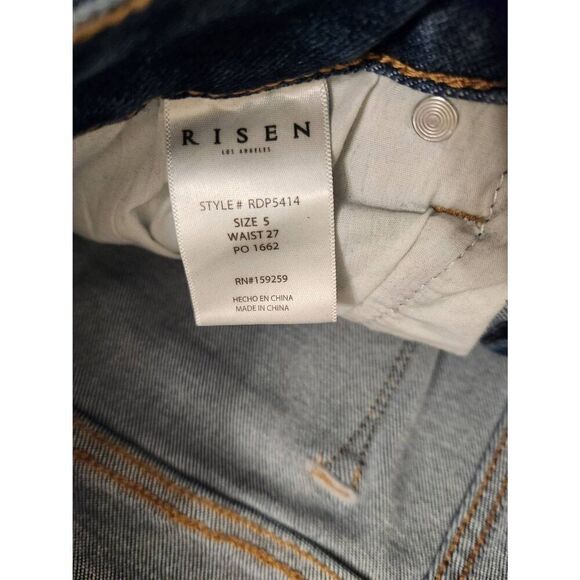 RISEN
LOS ANGELES
STYLE# RDP5414
SIZE 5
WAIST 27
PO 1662
RN#159259
HECHO EN CHINA
MADE IN CHINA